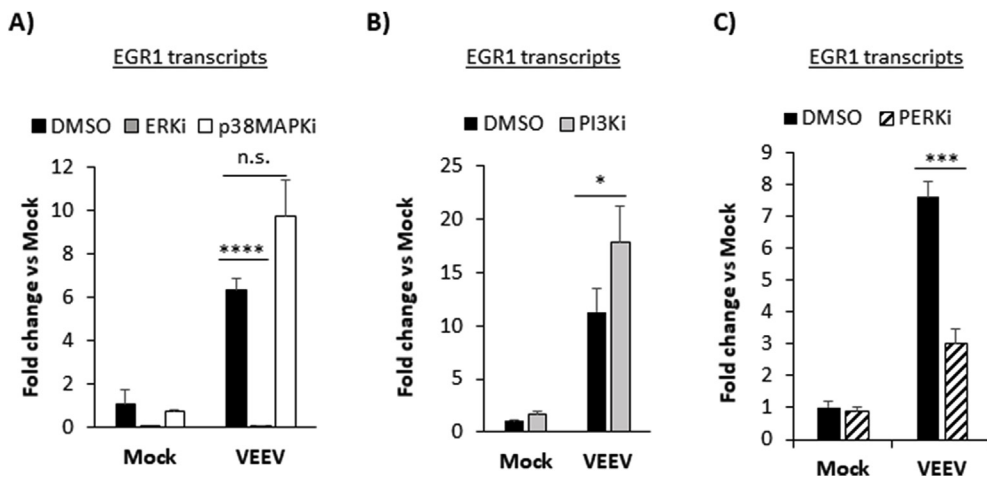 A)
EGR1 transcripts
DMSO ERKi p38MAPKi
n.s.
****
Fold change vs Mock
12
10
8
6
4
2
0
Mock VEEV
B)
EGR1 transcripts
DMSO PI3Ki
*
Fold change vs Mock
25
20
15
10
5
0
Mock VEEV
C)
EGR1 transcripts
DMSO PERKi
***
Fold change vs Mock
9
8
7
6
5
4
3
2
1
0
Mock VEEV